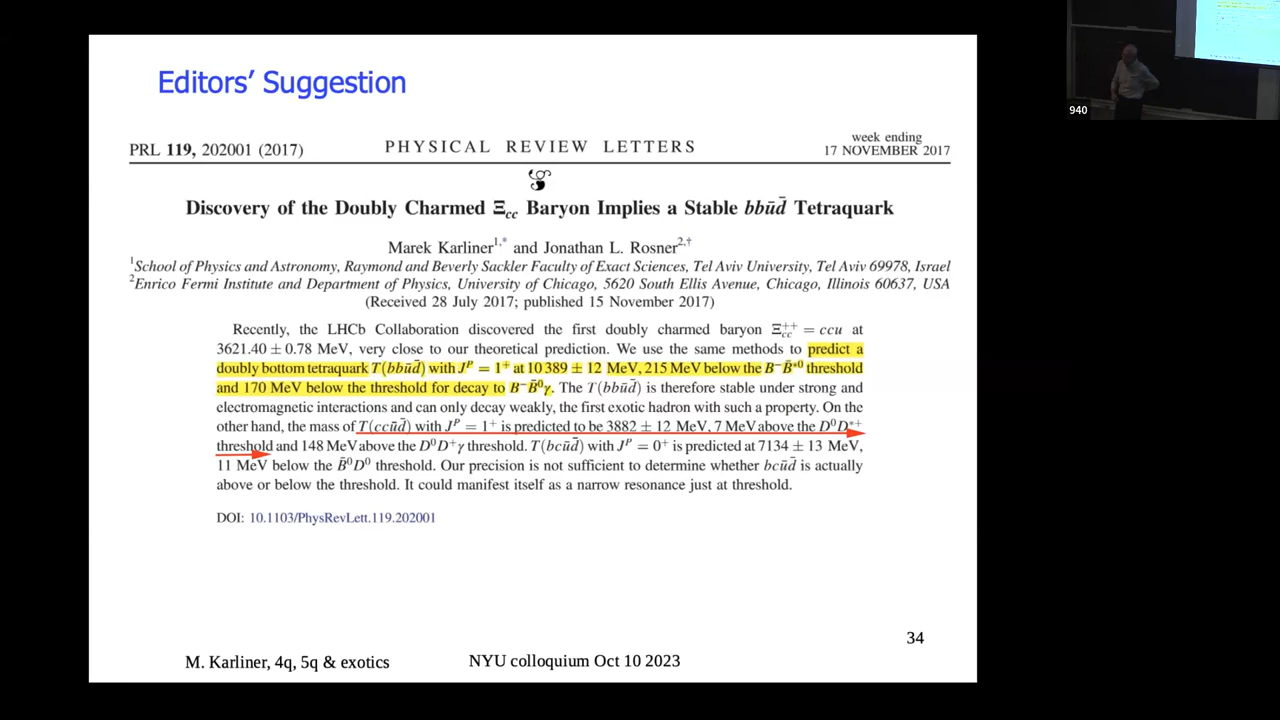 Editors' Suggestion
PRL 119, 202001 (2017)
PHYSICAL REVIEW LETTERS
week ending
17 NOVEMBER 2017
Discovery of the Doubly Charmed Ξcc Baryon Implies a Stable bbūd̄ Tetraquark
Marek Karliner1,* and Jonathan L. Rosner2,†
1School of Physics and Astronomy, Raymond and Beverly Sackler Faculty of Exact Sciences, Tel Aviv University, Tel Aviv 69978, Israel
2Enrico Fermi Institute and Department of Physics, University of Chicago, 5620 South Ellis Avenue, Chicago, Illinois 60637, USA
(Received 28 July 2017; published 15 November 2017)
Recently, the LHCb Collaboration discovered the first doubly charmed baryon Ξcc++ = ccu at
3621.40 ± 0.78 MeV, very close to our theoretical prediction. We use the same methods to predict a
doubly bottom tetraquark T(bbūd̄) with JP = 1+ at 10 389 ± 12 MeV, 215 MeV below the B−B̄*0 threshold
and 170 MeV below the threshold for decay to B−B̄0γ. The T(bbūd̄) is therefore stable under strong and
electromagnetic interactions and can only decay weakly, the first exotic hadron with such a property. On the
other hand, the mass of T(ccūd̄) with JP = 1+ is predicted to be 3882 ± 12 MeV, 7 MeV above the D0D*+
threshold and 148 MeV above the D0D+γ threshold. T(bcūd̄) with JP = 0+ is predicted at 7134 ± 13 MeV,
11 MeV below the B̄0D0 threshold. Our precision is not sufficient to determine whether bcūd̄ is actually
above or below the threshold. It could manifest itself as a narrow resonance just at threshold.
DOI: 10.1103/PhysRevLett.119.202001
34
M. Karliner, 4q, 5q & exotics
NYU colloquium Oct 10 2023
940